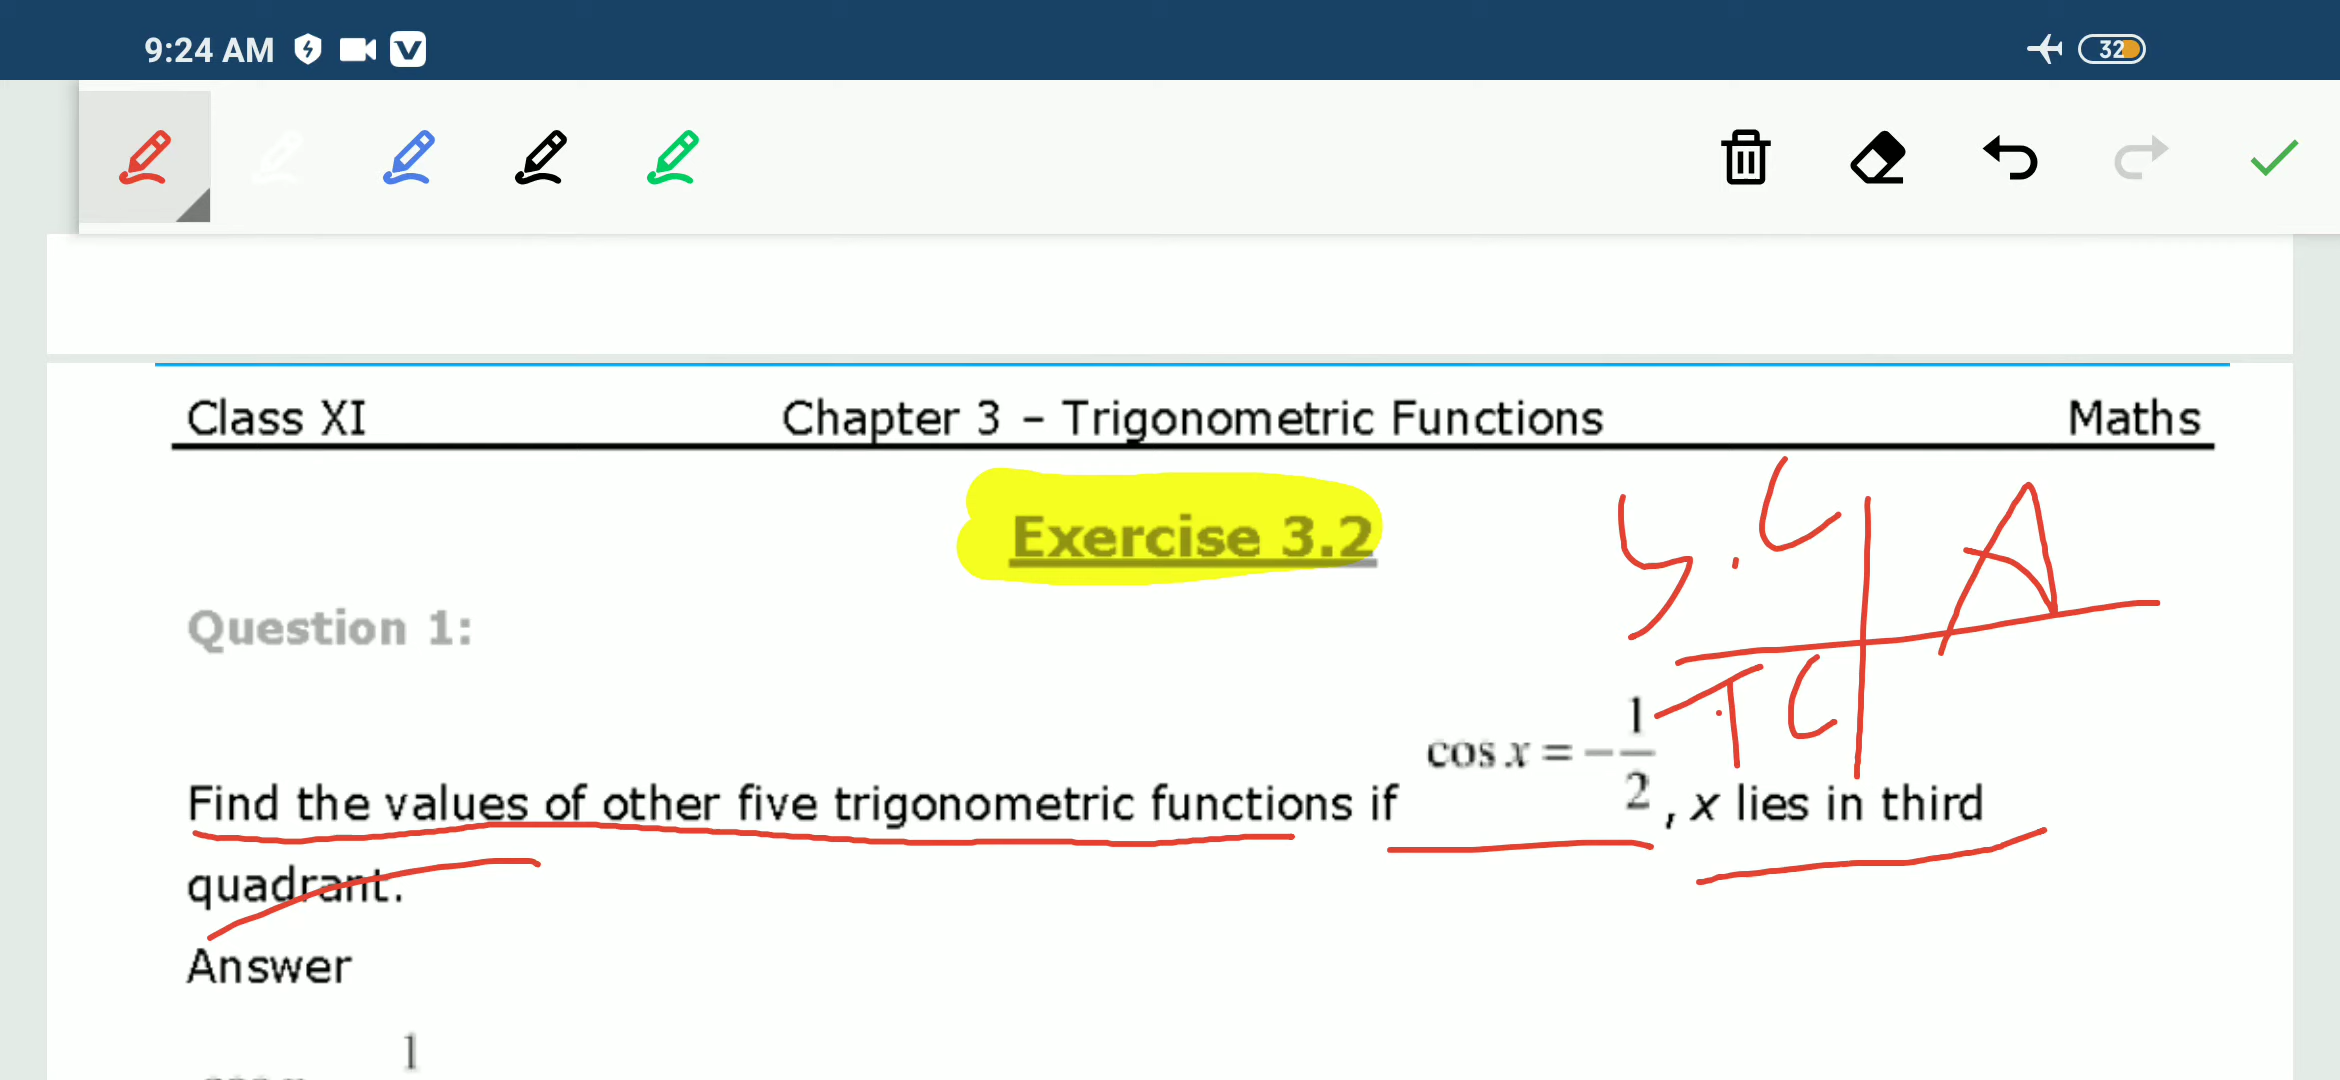 9:24 AM
32
Class XI Chapter 3 – Trigonometric Functions Maths
Exercise 3.2
S.C A
T.C
Question 1:
Find the values of other five trigonometric functions if cos x = −1/2, x lies in third
quadrant.
Answer
1